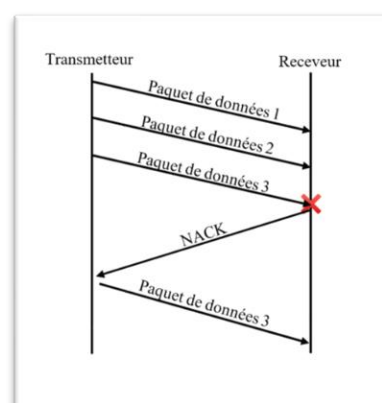 Transmetteur
Receveur
Paquet de données 1
Paquet de données 2
Paquet de données 3
NACK
Paquet de données 3